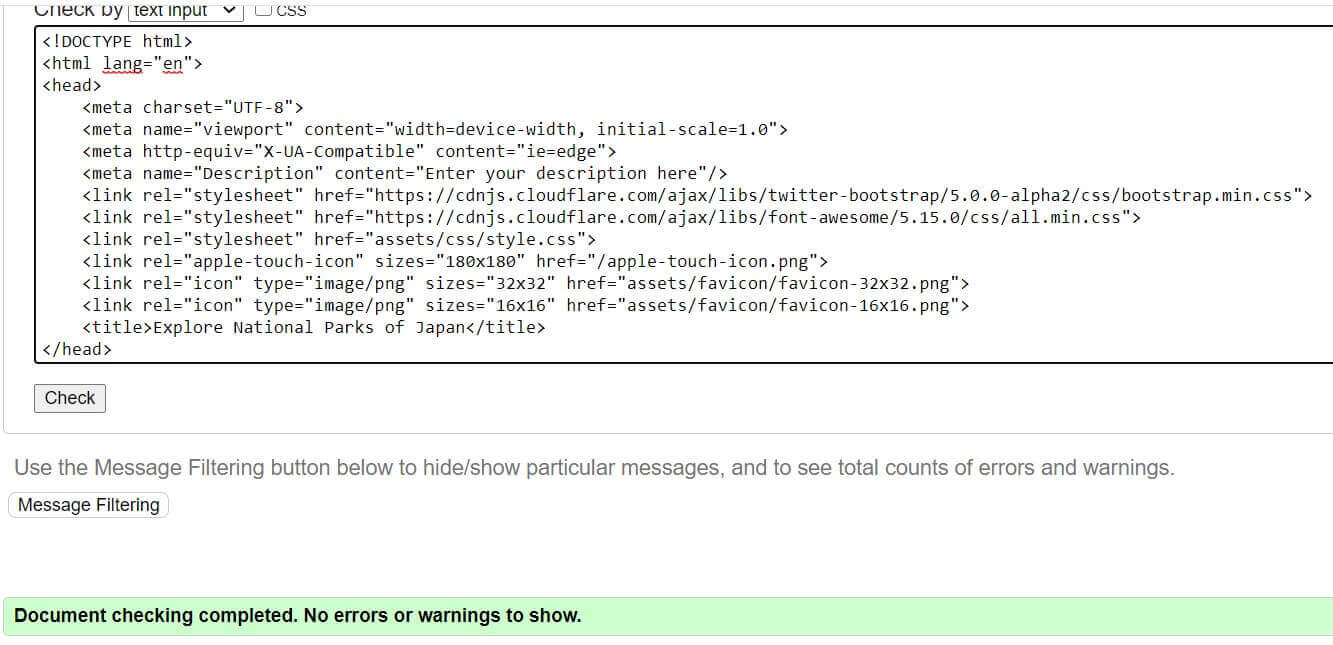 Check by text input CSS
<!DOCTYPE html>
<html lang="en">
<head>
    <meta charset="UTF-8">
    <meta name="viewport" content="width=device-width, initial-scale=1.0">
    <meta http-equiv="X-UA-Compatible" content="ie=edge">
    <meta name="Description" content="Enter your description here"/>
    <link rel="stylesheet" href="https://cdnjs.cloudflare.com/ajax/libs/twitter-bootstrap/5.0.0-alpha2/css/bootstrap.min.css">
    <link rel="stylesheet" href="https://cdnjs.cloudflare.com/ajax/libs/font-awesome/5.15.0/css/all.min.css">
    <link rel="stylesheet" href="assets/css/style.css">
    <link rel="apple-touch-icon" sizes="180x180" href="/apple-touch-icon.png">
    <link rel="icon" type="image/png" sizes="32x32" href="assets/favicon/favicon-32x32.png">
    <link rel="icon" type="image/png" sizes="16x16" href="assets/favicon/favicon-16x16.png">
    <title>Explore National Parks of Japan</title>
</head>
Check
Use the Message Filtering button below to hide/show particular messages, and to see total counts of errors and warnings.
Message Filtering
Document checking completed. No errors or warnings to show.